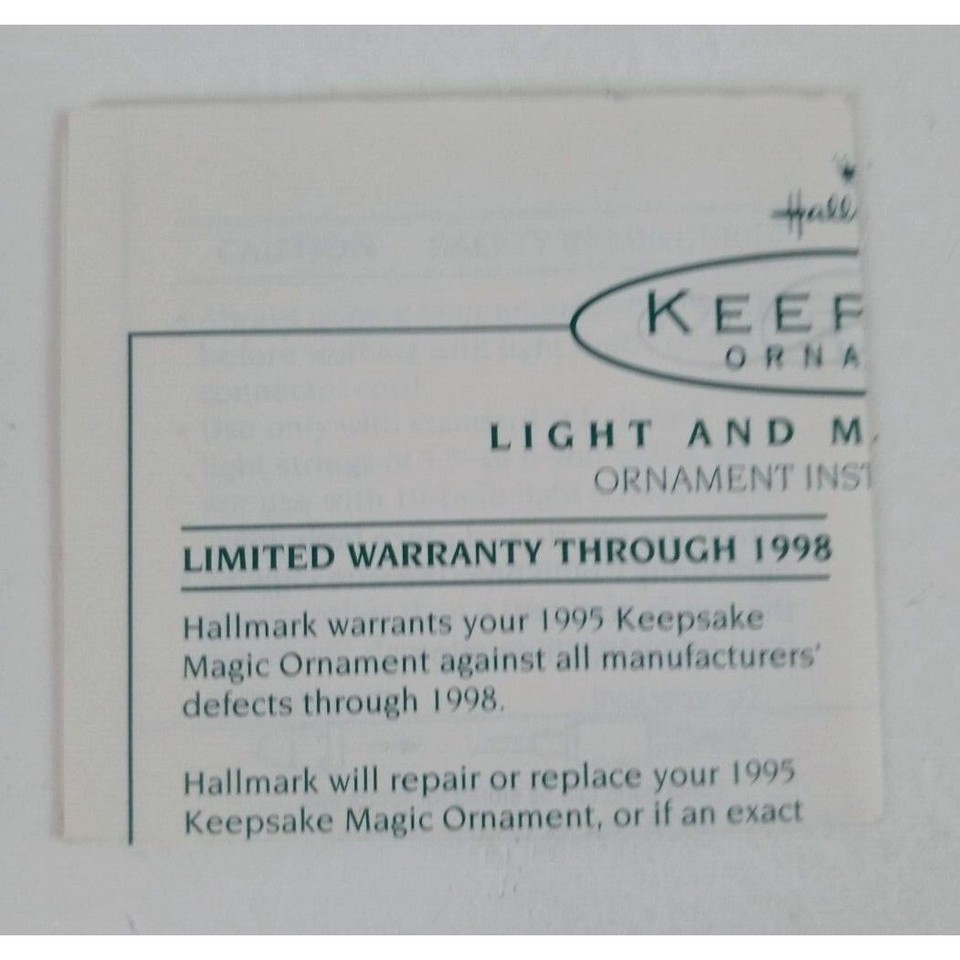 Hall
KEEP
ORNA
LIGHT AND M
ORNAMENT INST
LIMITED WARRANTY THROUGH 1998
Hallmark warrants your 1995 Keepsake
Magic Ornament against all manufacturers'
defects through 1998.
Hallmark will repair or replace your 1995
Keepsake Magic Ornament, or if an exact